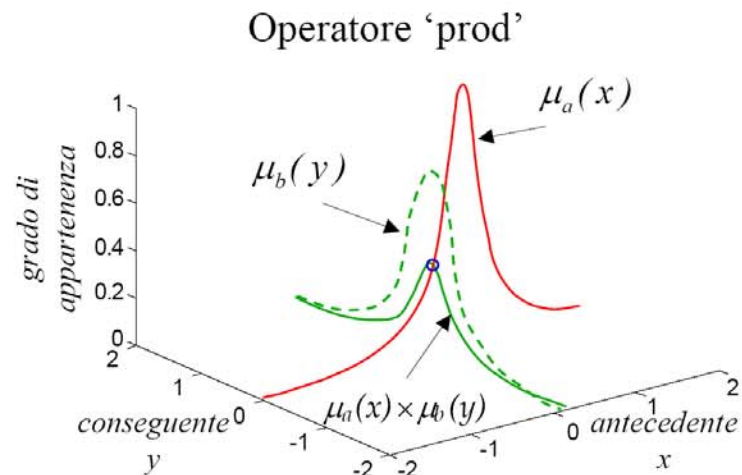 Operatore ‘prod’
μa(x)
μb(y)
grado di
appartenenza
1
0.8
0.6
0.4
0.2
0
2
1
0
-1
-2
conseguente
y
μa(x)×μb(y)
-2
-1
0
1
2
antecedente
x